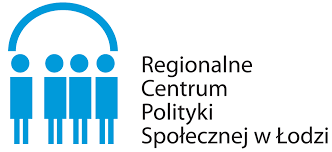 Regionalne
Centrum
Polityki
Społecznej w Łodzi